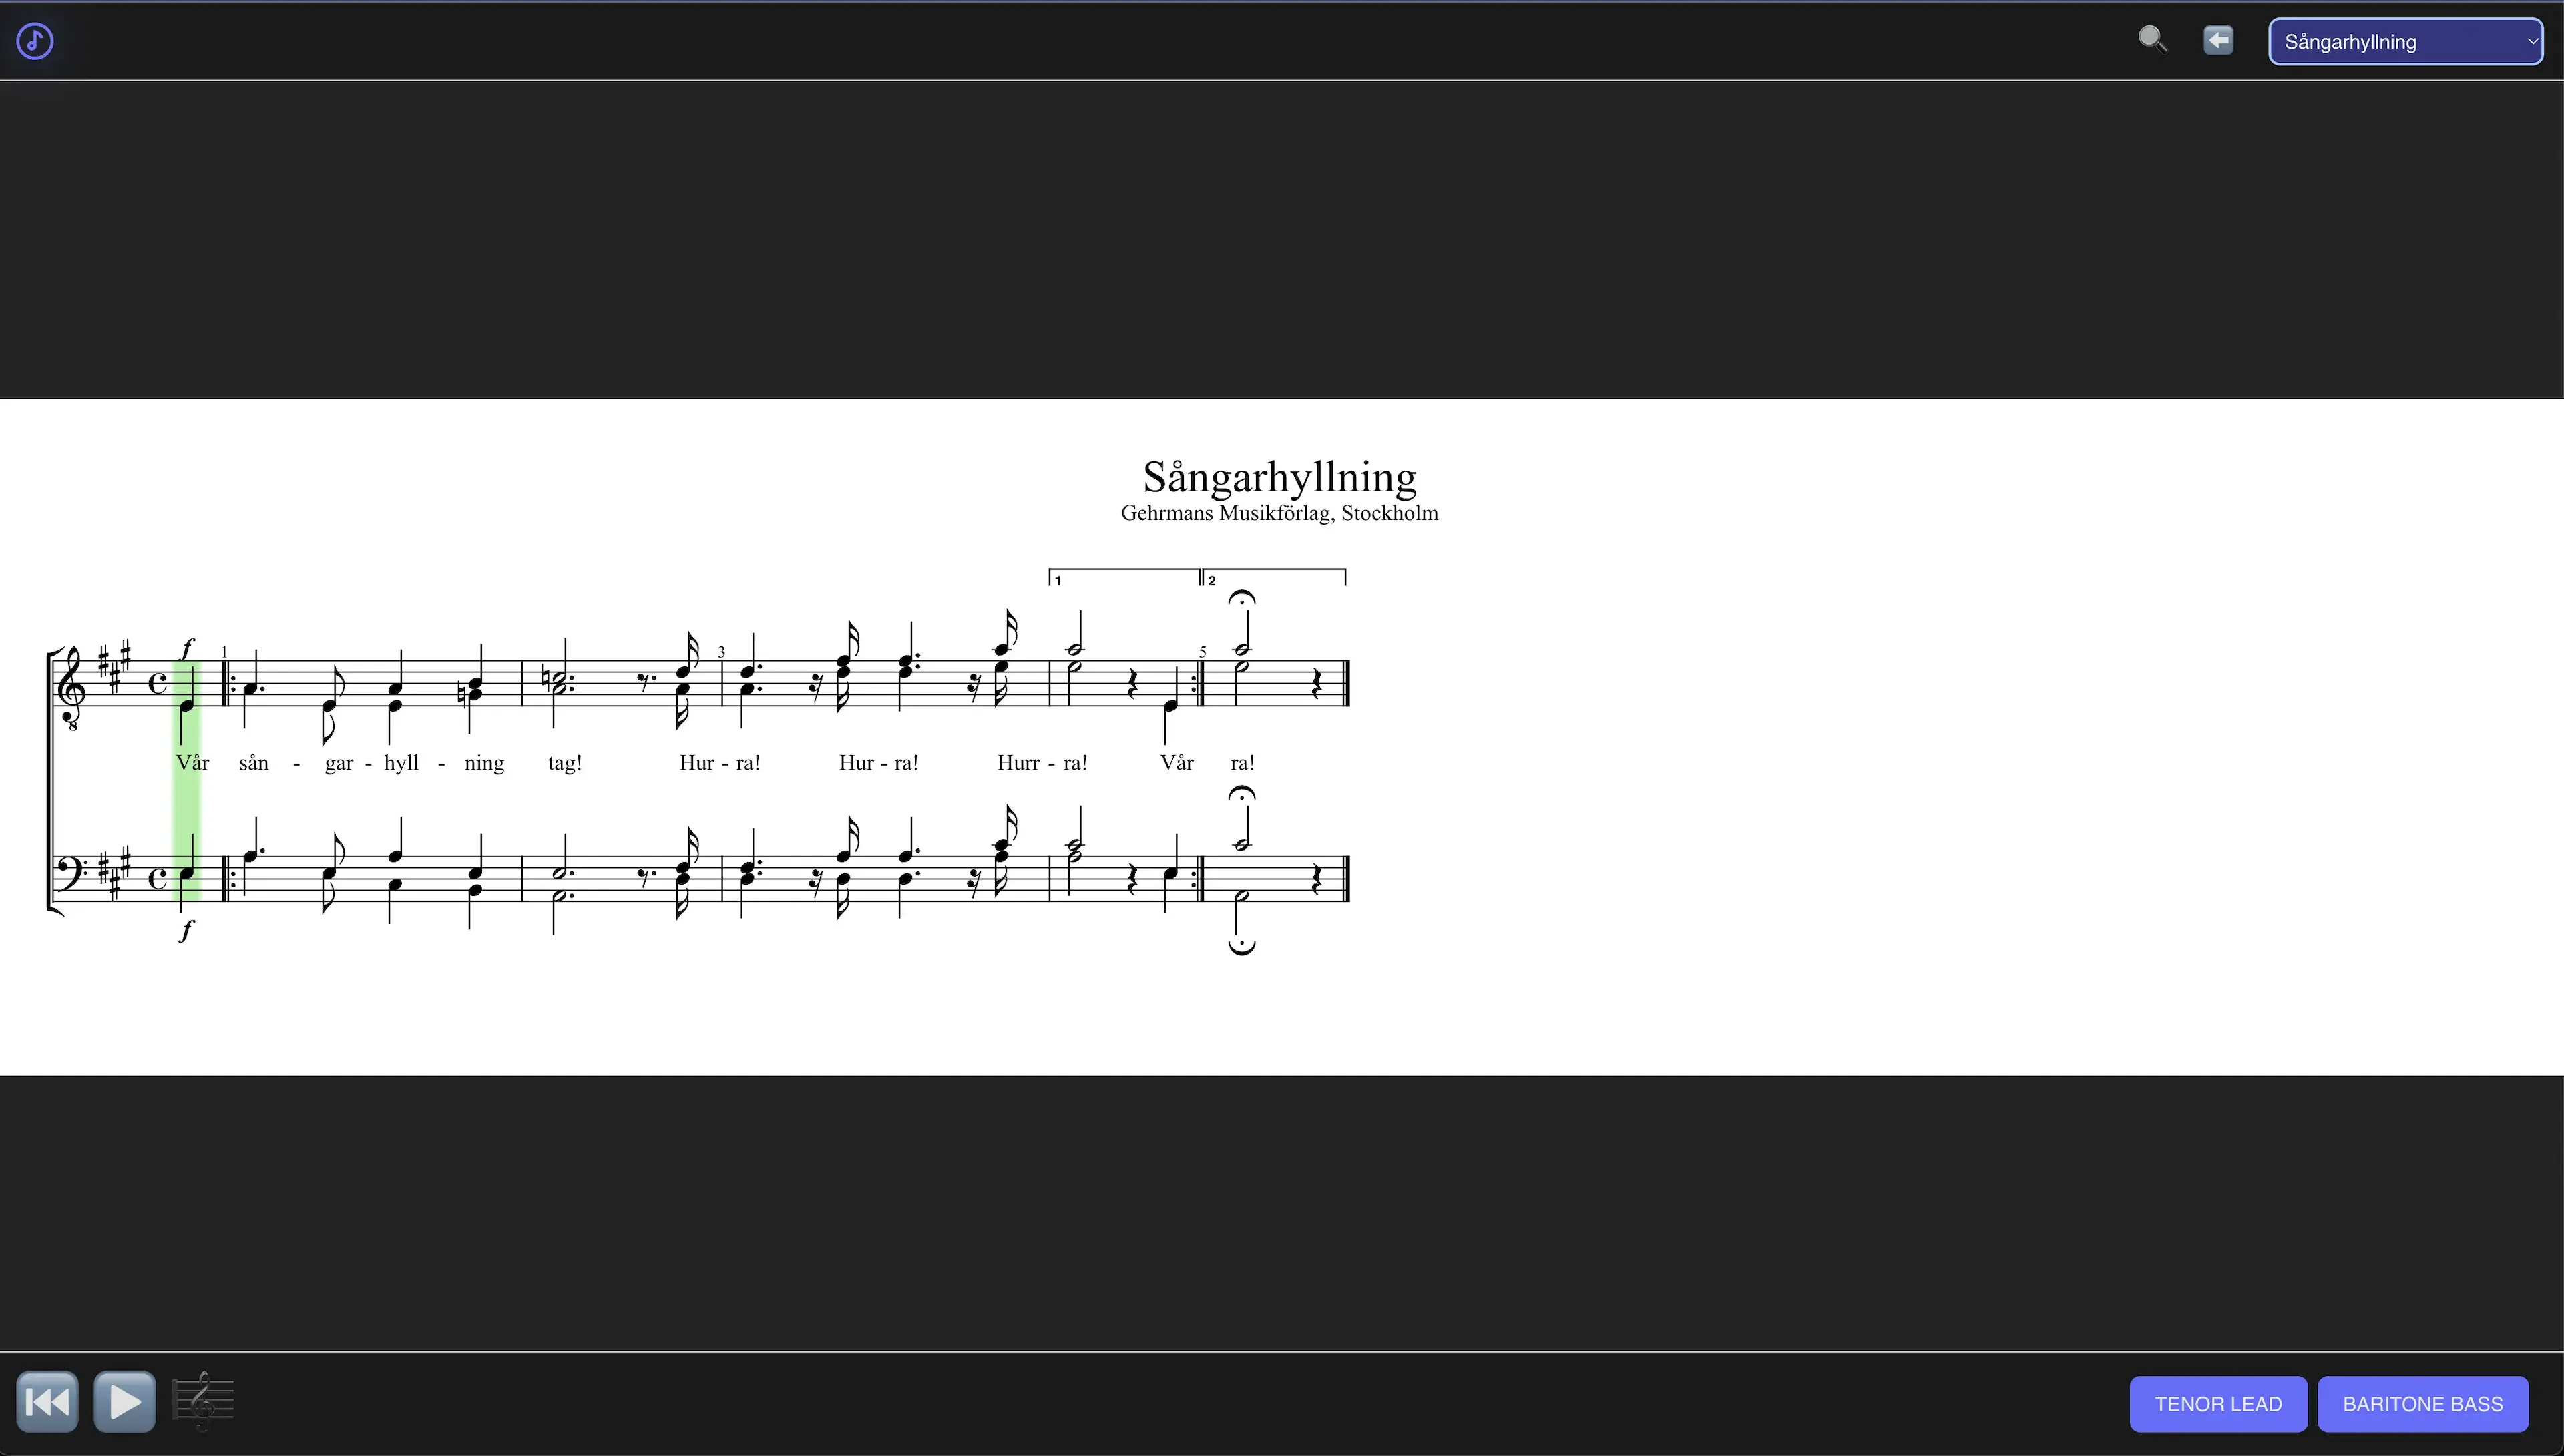 Sångarhyllning
Sångarhyllning
Gehrmans Musikförlag, Stockholm
1 2
f 1 3 5
8
Vår sån - gar - hyll - ning tag! Hur - ra! Hur - ra! Hurr - ra! Vår ra!
f
TENOR LEAD BARITONE BASS